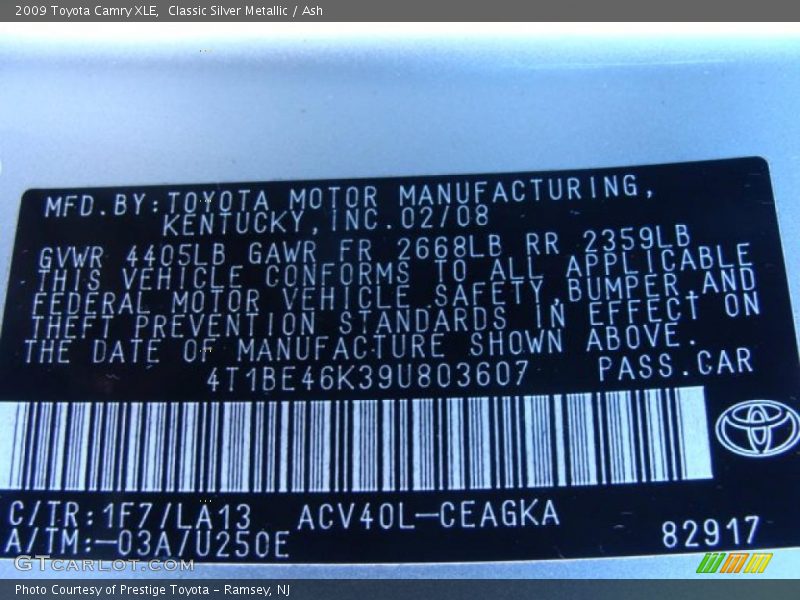 2009 Toyota Camry XLE,  Classic Silver Metallic / Ash
MFD.BY:TOYOTA MOTOR MANUFACTURING,
KENTUCKY,INC.02/08
GVWR 4405LB GAWR FR 2668LB RR 2359LB
THIS VEHICLE CONFORMS TO ALL APPLICABLE
FEDERAL MOTOR VEHICLE SAFETY,BUMPER,AND
THEFT PREVENTION STANDARDS IN EFFECT ON
THE DATE OF MANUFACTURE SHOWN ABOVE.
4T1BE46K39U803607 PASS.CAR
C/TR:1F7/LA13 ACV40L-CEAGKA
A/TM:-03A/U250E 82917
GTCARLOT.COM
Photo Courtesy of Prestige Toyota - Ramsey, NJ